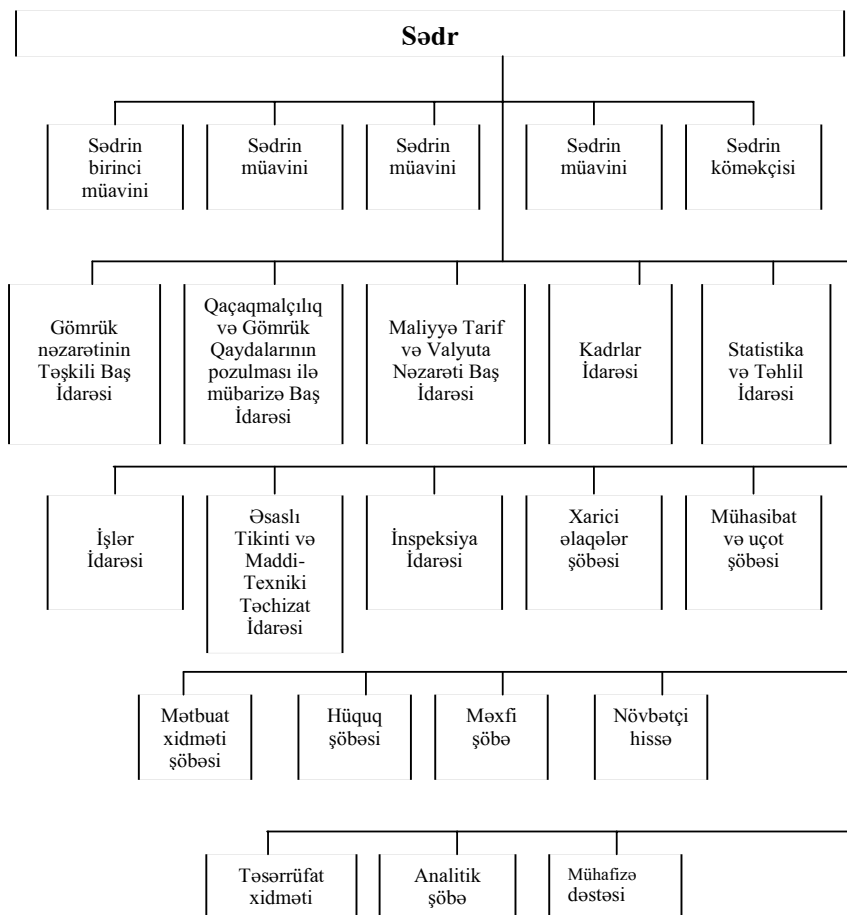 Sədr
Sədrin
birinci
müavini
Sədrin
müavini
Sədrin
müavini
Sədrin
müavini
Sədrin
köməkçisi
Gömrük
nəzarətinin
Təşkili Baş
İdarəsi
Qaçaqmalçılıq
və Gömrük
Qaydalarının
pozulması ilə
mübarizə Baş
İdarəsi
Maliyyə Tarif
və Valyuta
Nəzarəti Baş
İdarəsi
Kadrlar
İdarəsi
Statistika
və Təhlil
İdarəsi
İşlər
İdarəsi
Əsaslı
Tikinti və
Maddi-
Texniki
Təchizat
İdarəsi
İnspeksiya
İdarəsi
Xarici
əlaqələr
şöbəsi
Mühasibat
və uçot
şöbəsi
Mətbuat
xidməti
şöbəsi
Hüquq
şöbəsi
Məxfi
şöbə
Növbətçi
hissə
Təsərrüfat
xidməti
Analitik
şöbə
Mühafizə
dəstəsi